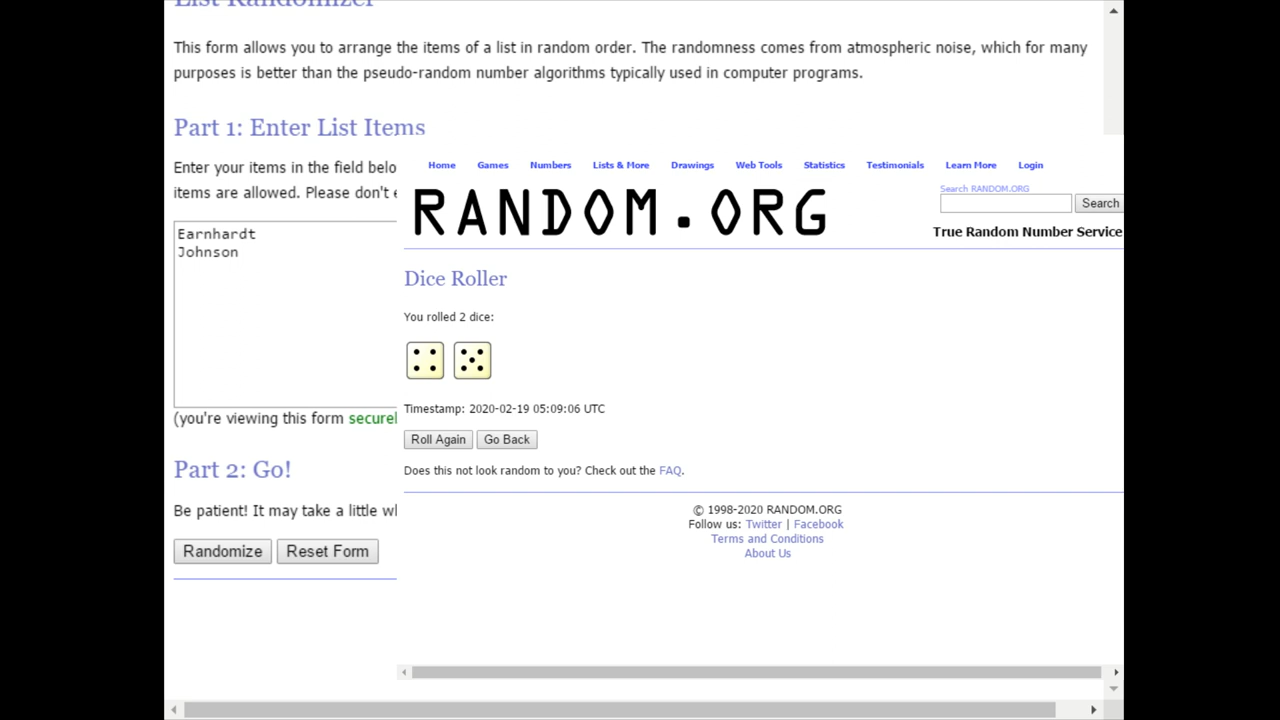 List Randomizer
This form allows you to arrange the items of a list in random order. The randomness comes from atmospheric noise, which for many
purposes is better than the pseudo-random number algorithms typically used in computer programs.
Part 1: Enter List Items
Enter your items in the field belo
items are allowed. Please don't e
Earnhardt
Johnson
(you're viewing this form securel
Part 2: Go!
Be patient! It may take a little wh
Randomize Reset Form
Home Games Numbers Lists & More Drawings Web Tools Statistics Testimonials Learn More Login
RANDOM.ORG
Search RANDOM.ORG
Search
True Random Number Service
Dice Roller
You rolled 2 dice:
Timestamp: 2020-02-19 05:09:06 UTC
Roll Again Go Back
Does this not look random to you? Check out the FAQ.
© 1998-2020 RANDOM.ORG
Follow us: Twitter | Facebook
Terms and Conditions
About Us